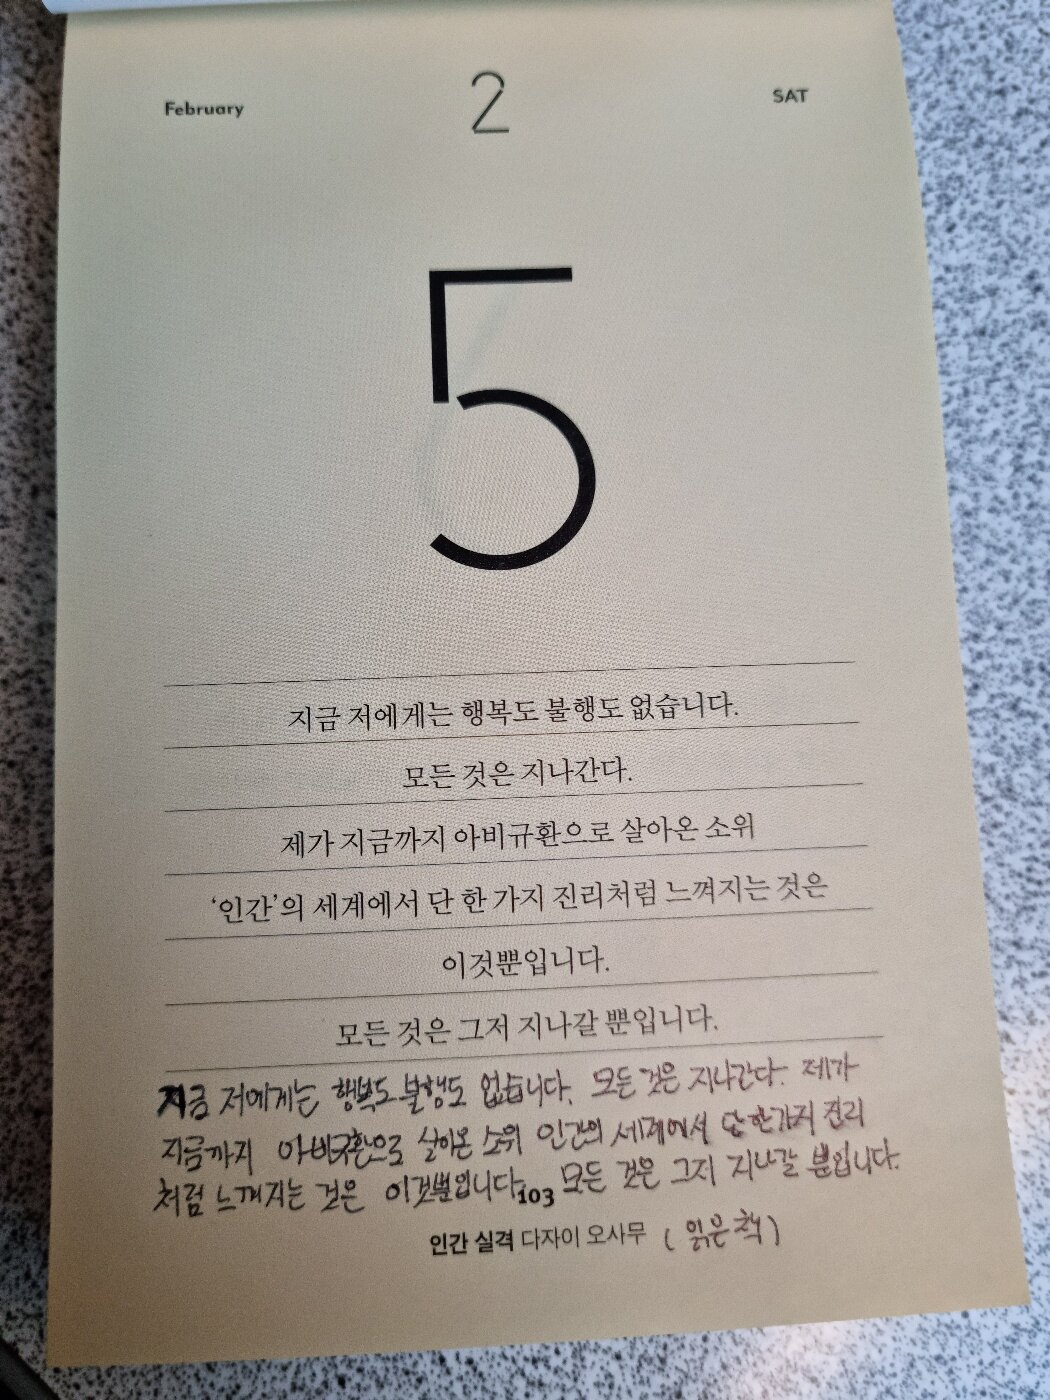 February 2 SAT
5
지금 저에게는 행복도 불행도 없습니다.
모든 것은 지나간다.
제가 지금까지 아비규환으로 살아온 소위
‘인간’의 세계에서 단 한 가지 진리처럼 느껴지는 것은
이것뿐입니다.
모든 것은 그저 지나갈 뿐입니다.
지금 저에게는 행복도 불행도 없습니다. 모든 것은 지나간다. 제가
지금까지 아비규환으로 살아온 소위 인간의 세계에서 단 한가지 진리
처럼 느껴지는 것은 이것뿐입니다. 모든 것은 그저 지나갈 뿐입니다.
103
인간 실격 다자이 오사무 (읽은 책)